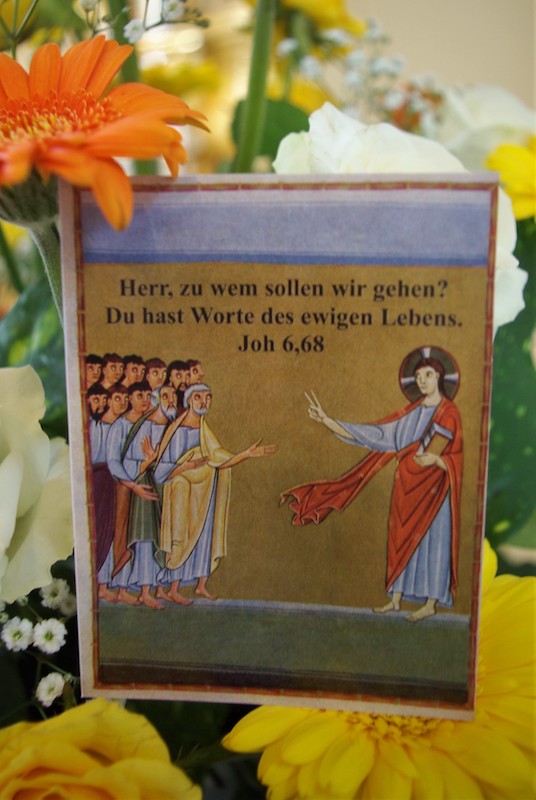 Herr, zu wem sollen wir gehen?
Du hast Worte des ewigen Lebens.
Joh 6,68